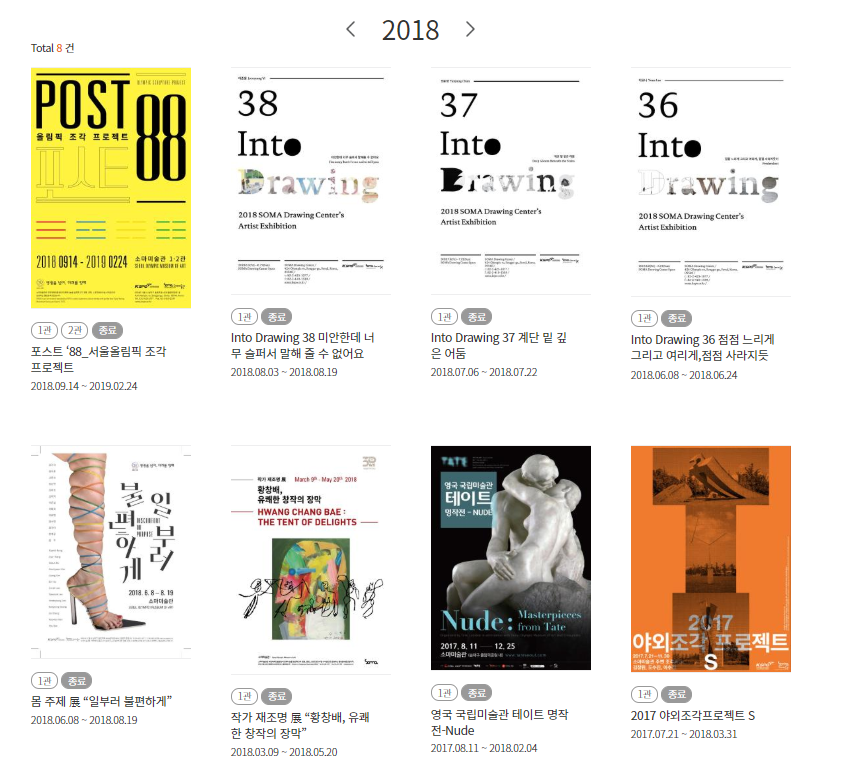 2018
Total 8 건
POST
88
OLYMPIC SCULPTURE PROJECT
올림픽 조각 프로젝트
포스트
2018 0914 - 2019 0224
소마미술관 1·2관
SEOUL OLYMPIC MUSEUM OF ART
38
Into
Drawing
2018 SOMA Drawing Center's
Artist Exhibition
37
Into
Drawing
2018 SOMA Drawing Center's
Artist Exhibition
36
Into
Drawing
2018 SOMA Drawing Center's
Artist Exhibition
1관 2관 종료
포스트 ‘88_서울올림픽 조각
프로젝트
2018.09.14 ~ 2019.02.24
1관 종료
Into Drawing 38 미안한데 너
무 슬퍼서 말해 줄 수 없어요
2018.08.03 ~ 2018.08.19
1관 종료
Into Drawing 37 계단 밑 깊
은 어둠
2018.07.06 ~ 2018.07.22
1관 종료
Into Drawing 36 점점 느리게
그리고 여리게,점점 사라지듯
2018.06.08 ~ 2018.06.24
일부러
불편하게
DISCOMFORT
ON
PURPOSE
2018. 6. 8 – 8. 19
소마미술관
작가 재조명 展 March 9th - May 20th 2018
황창배,
유쾌한 창작의 장막
HWANG CHANG BAE :
THE TENT OF DELIGHTS
TATE
영국 국립미술관
테이트
명작전 – NUDE
Nude: Masterpieces
from Tate
2017. 8. 11 — 12. 25
소마미술관
2017
야외조각 프로젝트
S
1관 종료
몸 주제 展 “일부러 불편하게”
2018.06.08 ~ 2018.08.19
1관 종료
작가 재조명 展 “황창배, 유쾌
한 창작의 장막”
2018.03.09 ~ 2018.05.20
1관 종료
영국 국립미술관 테이트 명작
전-Nude
2017.08.11 ~ 2018.02.04
1관 종료
2017 야외조각프로젝트 S
2017.07.21 ~ 2018.03.31